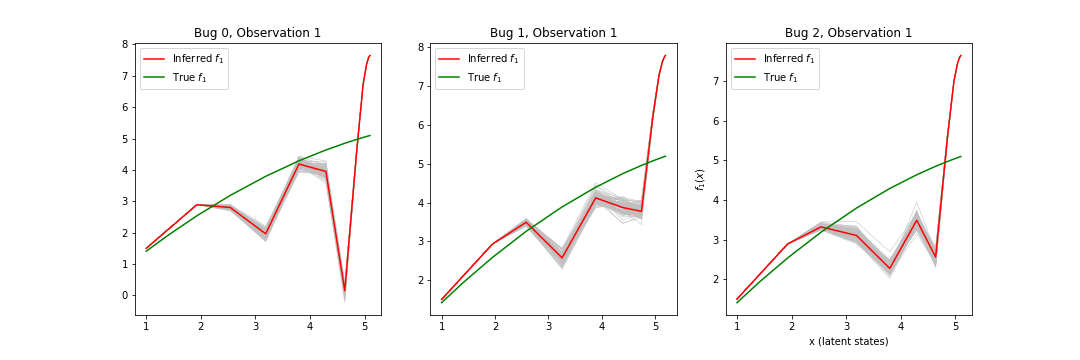 Bug 0, Observation 1
Inferred f₁
True f₁
8
7
6
5
4
3
2
1
0
1 2 3 4 5
Bug 1, Observation 1
Inferred f₁
True f₁
8
7
6
5
4
3
2
1 2 3 4 5
Bug 2, Observation 1
Inferred f₁
True f₁
f₁(x)
7
6
5
4
3
2
1 2 3 4 5
x (latent states)